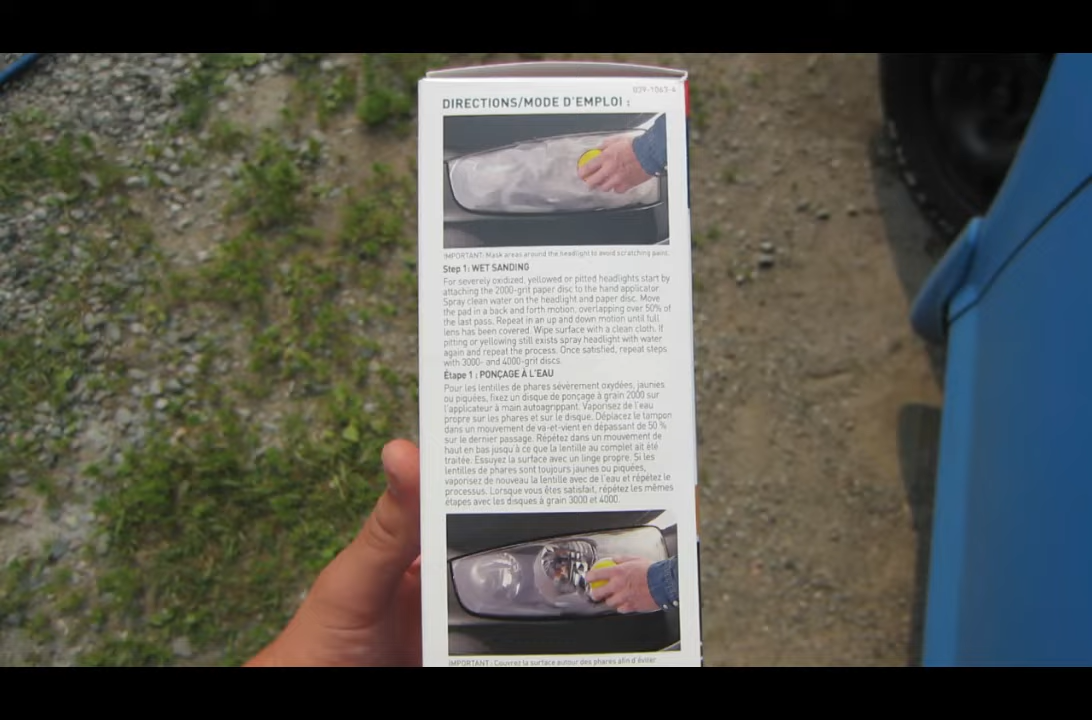 039-1063-4
DIRECTIONS/MODE D'EMPLOI :
IMPORTANT: Mask areas around the headlight to avoid scratching paint.
Step 1: WET SANDING
For severely oxidized, yellowed or pitted headlights start by
attaching the 2000-grit paper disc to the hand applicator
Spray clean water on the headlight and paper disc. Move
the pad in a back and forth motion, overlapping over 50% of
the last pass. Repeat in an up and down motion until full
lens has been covered. Wipe surface with a clean cloth. If
pitting or yellowing still exists spray headlight with water
again and repeat the process. Once satisfied, repeat steps
with 3000- and 4000-grit discs.
Étape 1 : PONÇAGE À L'EAU
Pour les lentilles de phares sévèrement oxydées, jaunies
ou piquées, fixez un disque de ponçage à grain 2000 sur
l'applicateur à main autoagrippant. Vaporisez de l'eau
propre sur les phares et sur le disque. Déplacez le tampon
dans un mouvement de va-et-vient en dépassant de 50 %
sur le dernier passage. Répétez dans un mouvement de
haut en bas jusqu'à ce que la lentille au complet ait été
traitée. Essuyez la surface avec un linge propre. Si les
lentilles de phares sont toujours jaunes ou piquées,
vaporisez de nouveau la lentille avec de l'eau et répétez le
processus. Lorsque vous êtes satisfait, répétez les mêmes
étapes avec les disques à grain 3000 et 4000.
IMPORTANT : Couvrez la surface autour des phares afin d'éviter